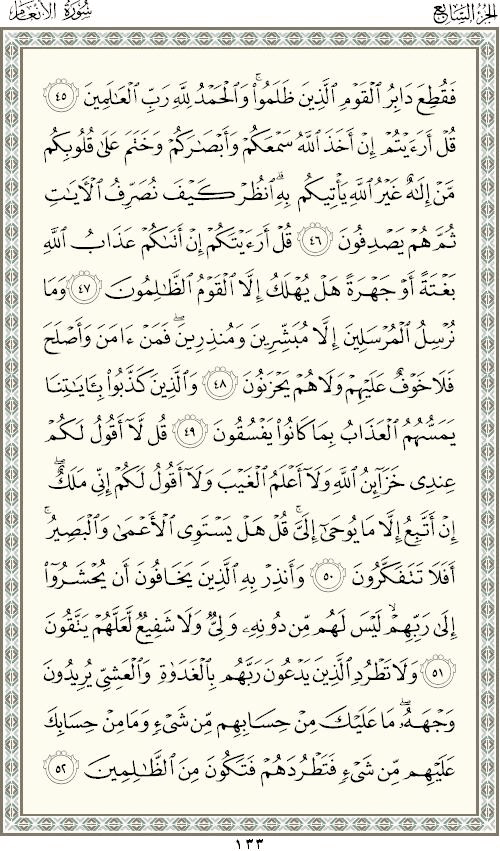 الجزء السابع
سورة الأنعام
فَقُطِعَ دَابِرُ ٱلْقَوْمِ ٱلَّذِينَ ظَلَمُوا۟ ۚ وَٱلْحَمْدُ لِلَّهِ رَبِّ ٱلْعَـٰلَمِينَ ٤٥
قُلْ أَرَءَيْتُمْ إِنْ أَخَذَ ٱللَّهُ سَمْعَكُمْ وَأَبْصَـٰرَكُمْ وَخَتَمَ عَلَىٰ قُلُوبِكُم
مَّنْ إِلَـٰهٌ غَيْرُ ٱللَّهِ يَأْتِيكُم بِهِ ۗ ٱنظُرْ كَيْفَ نُصَرِّفُ ٱلْـَٔايَـٰتِ
ثُمَّ هُمْ يَصْدِفُونَ ٤٦ قُلْ أَرَءَيْتَكُمْ إِنْ أَتَىٰكُمْ عَذَابُ ٱللَّهِ
بَغْتَةً أَوْ جَهْرَةً هَلْ يُهْلَكُ إِلَّا ٱلْقَوْمُ ٱلظَّـٰلِمُونَ ٤٧ وَمَا
نُرْسِلُ ٱلْمُرْسَلِينَ إِلَّا مُبَشِّرِينَ وَمُنذِرِينَ ۖ فَمَنْ ءَامَنَ وَأَصْلَحَ
فَلَا خَوْفٌ عَلَيْهِمْ وَلَا هُمْ يَحْزَنُونَ ٤٨ وَٱلَّذِينَ كَذَّبُوا۟ بِـَٔايَـٰتِنَا
يَمَسُّهُمُ ٱلْعَذَابُ بِمَا كَانُوا۟ يَفْسُقُونَ ٤٩ قُل لَّآ أَقُولُ لَكُمْ
عِندِى خَزَآئِنُ ٱللَّهِ وَلَآ أَعْلَمُ ٱلْغَيْبَ وَلَآ أَقُولُ لَكُمْ إِنِّى مَلَكٌ ۖ
إِنْ أَتَّبِعُ إِلَّا مَا يُوحَىٰٓ إِلَىَّ ۚ قُلْ هَلْ يَسْتَوِى ٱلْأَعْمَىٰ وَٱلْبَصِيرُ ۚ
أَفَلَا تَتَفَكَّرُونَ ٥٠ وَأَنذِرْ بِهِ ٱلَّذِينَ يَخَافُونَ أَن يُحْشَرُوٓا۟
إِلَىٰ رَبِّهِمْ ۙ لَيْسَ لَهُم مِّن دُونِهِۦ وَلِىٌّ وَلَا شَفِيعٌ لَّعَلَّهُمْ يَتَّقُونَ
٥١ وَلَا تَطْرُدِ ٱلَّذِينَ يَدْعُونَ رَبَّهُم بِٱلْغَدَوٰةِ وَٱلْعَشِىِّ يُرِيدُونَ
وَجْهَهُۥ ۖ مَا عَلَيْكَ مِنْ حِسَابِهِم مِّن شَىْءٍ وَمَا مِنْ حِسَابِكَ
عَلَيْهِم مِّن شَىْءٍ فَتَطْرُدَهُمْ فَتَكُونَ مِنَ ٱلظَّـٰلِمِينَ ٥٢
١٣٣